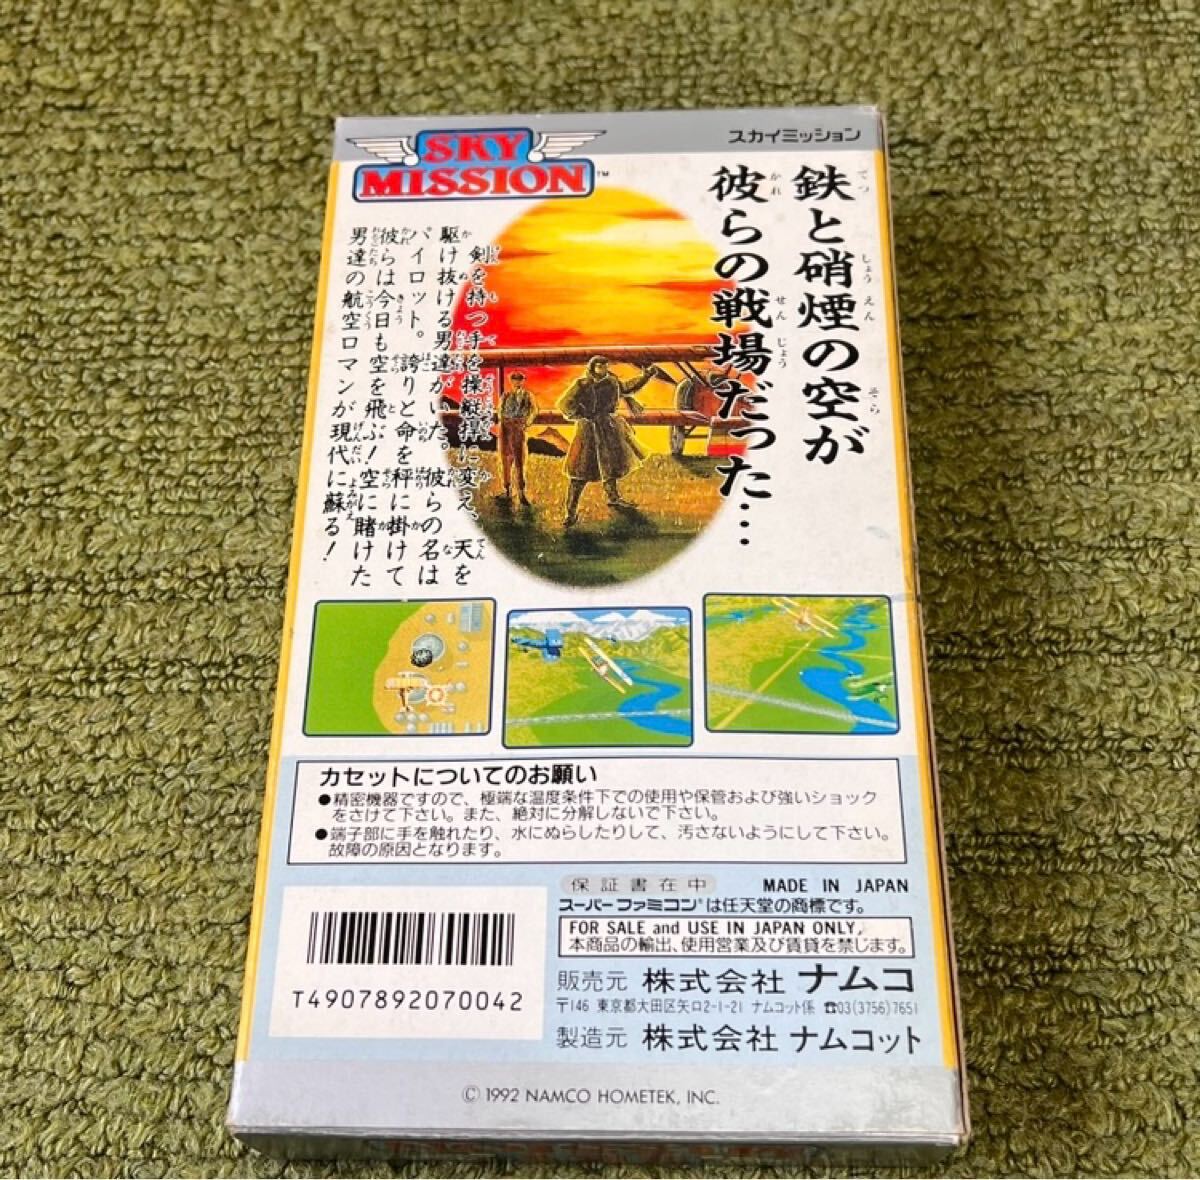 スカイミッション
SKY
MISSION™
鉄と硝煙の空が
彼らの戦場だった…
剣を持つ手を操縦桿に変え、天を
駆け抜ける男達がいた。彼らの名は
パイロット。誇りと命を秤に掛けて
彼らは今日も空を飛ぶ!空に賭けた
男達の航空ロマンが現代に蘇る!
カセットについてのお願い
●精密機器ですので、極端な温度条件下での使用や保管および強いショック
をさけて下さい。また、絶対に分解しないで下さい。
●端子部に手を触れたり、水にぬらしたりして、汚さないようにして下さい。
故障の原因となります。
保証書在中
MADE IN JAPAN
スーパーファミコン®は任天堂の商標です。
FOR SALE and USE IN JAPAN ONLY.
本商品の輸出、使用営業及び賃貸を禁じます。
販売元 株式会社 ナムコ
〒146 東京都大田区矢口2-1-21 ナムコット係 ☎03(3756)7651
製造元 株式会社 ナムコット
T4907892070042
© 1992 NAMCO HOMETEK, INC.